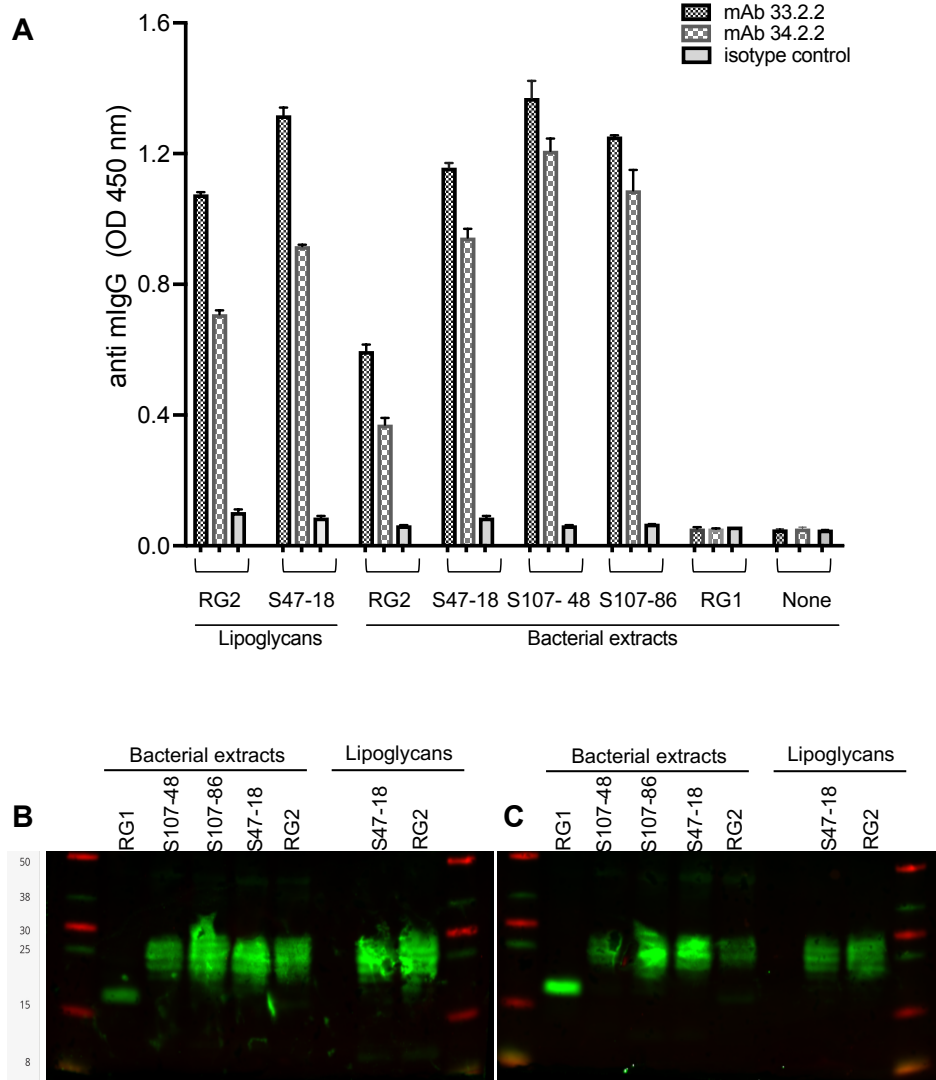 A
mAb 33.2.2
mAb 34.2.2
isotype control
anti mIgG (OD 450 nm)
1.6
1.2
0.8
0.4
0.0
RG2 S47-18 RG2 S47-18 S107- 48 S107-86 RG1 None
Lipoglycans Bacterial extracts
B
Bacterial extracts Lipoglycans
RG1 S107-48 S107-86 S47-18 RG2 S47-18 RG2
50
38
30
25
15
8
C
Bacterial extracts Lipoglycans
RG1 S107-48 S107-86 S47-18 RG2 S47-18 RG2